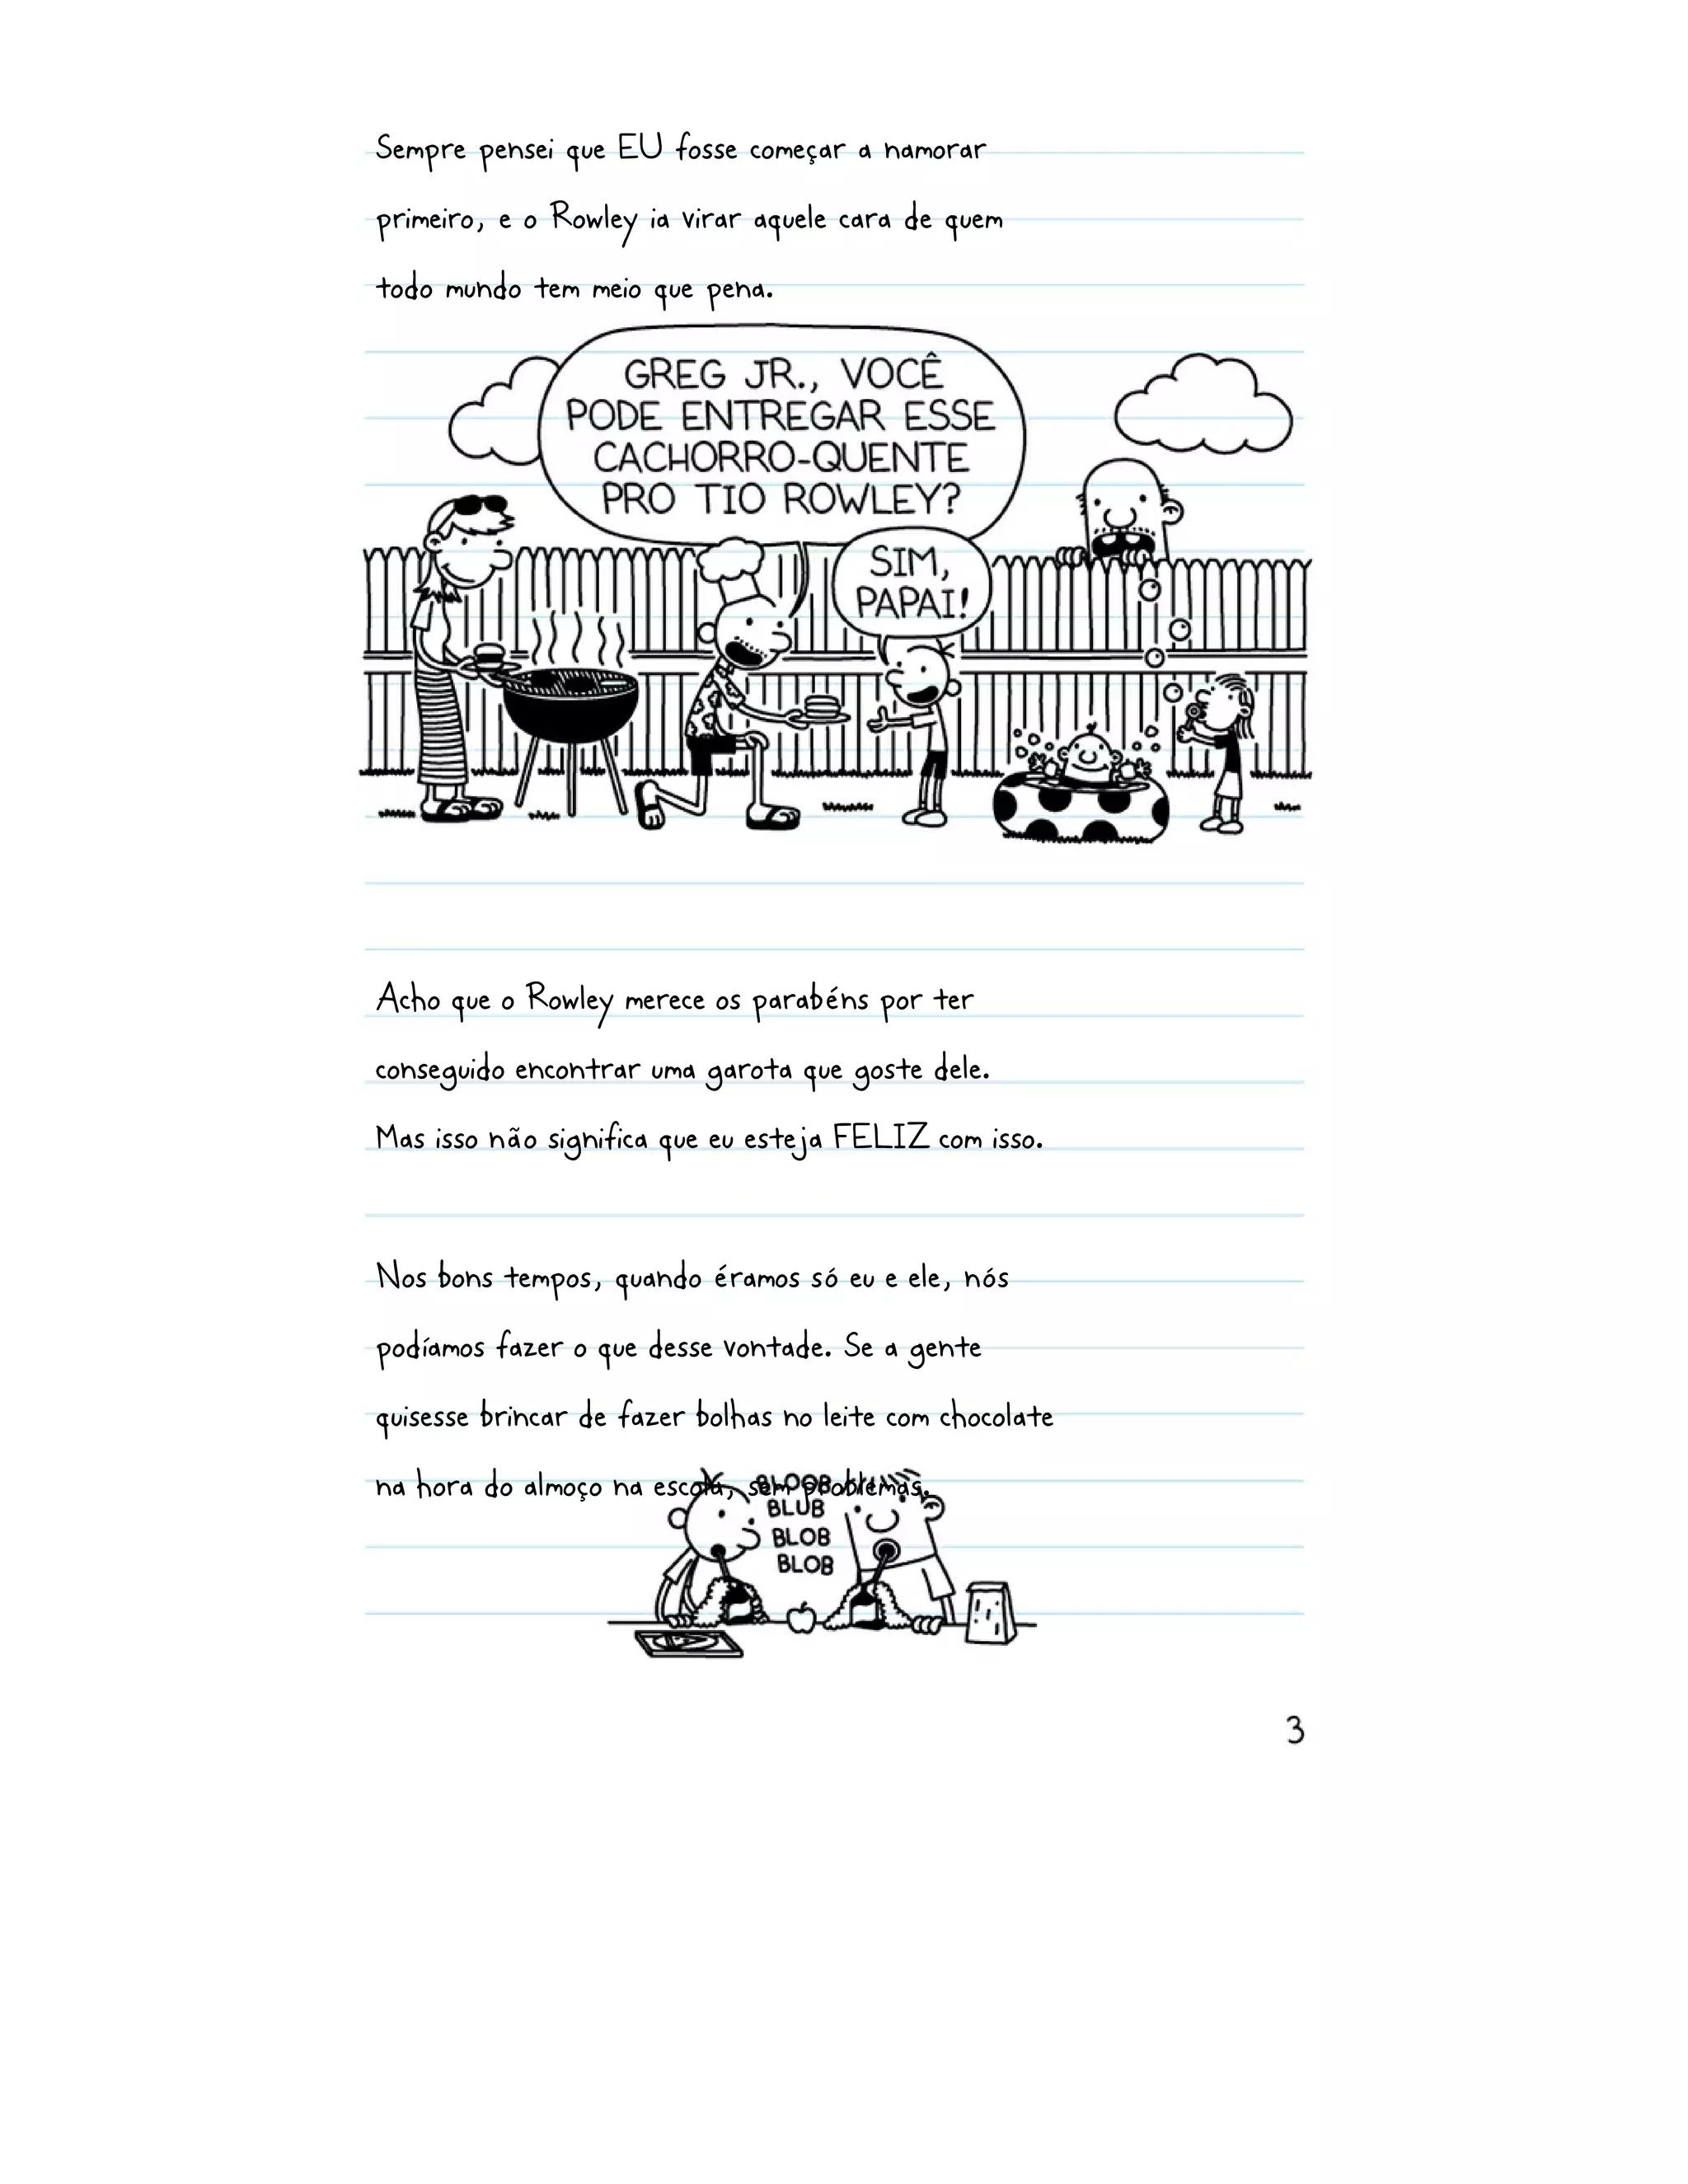 Sempre pensei que EU fosse começar a namorar
primeiro, e o Rowley ia virar aquele cara de quem
todo mundo tem meio que pena.
GREG JR., VOCÊ
PODE ENTREGAR ESSE
CACHORRO-QUENTE
PRO TIO ROWLEY?
SIM,
PAPAI!
Acho que o Rowley merece os parabéns por ter
conseguido encontrar uma garota que goste dele.
Mas isso não significa que eu esteja FELIZ com isso.
Nos bons tempos, quando éramos só eu e ele, nós
podíamos fazer o que desse vontade. Se a gente
quisesse brincar de fazer bolhas no leite com chocolate
na hora do almoço na escola, sem problemas.
BLOOB
BLUB
BLOB
BLOB
3